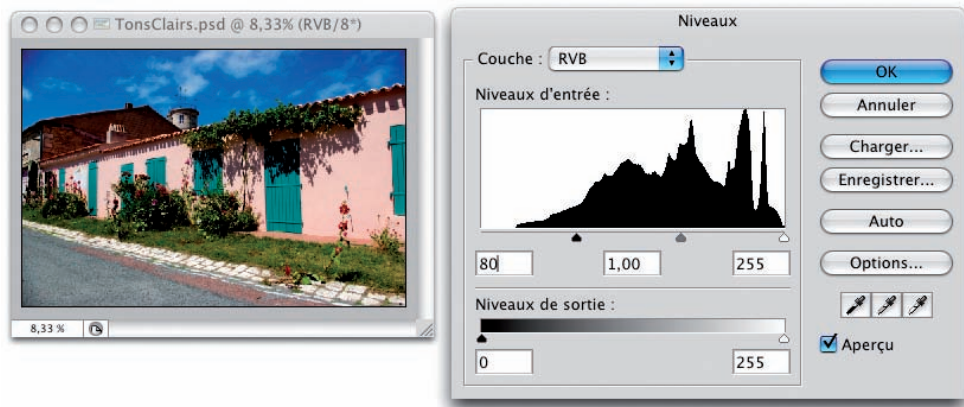 TonsClairs.psd @ 8,33% (RVB/8*)
8,33 %
Niveaux
Couche : RVB
Niveaux d'entrée :
80
1,00
255
Niveaux de sortie :
0
255
OK
Annuler
Charger...
Enregistrer...
Auto
Options...
Aperçu